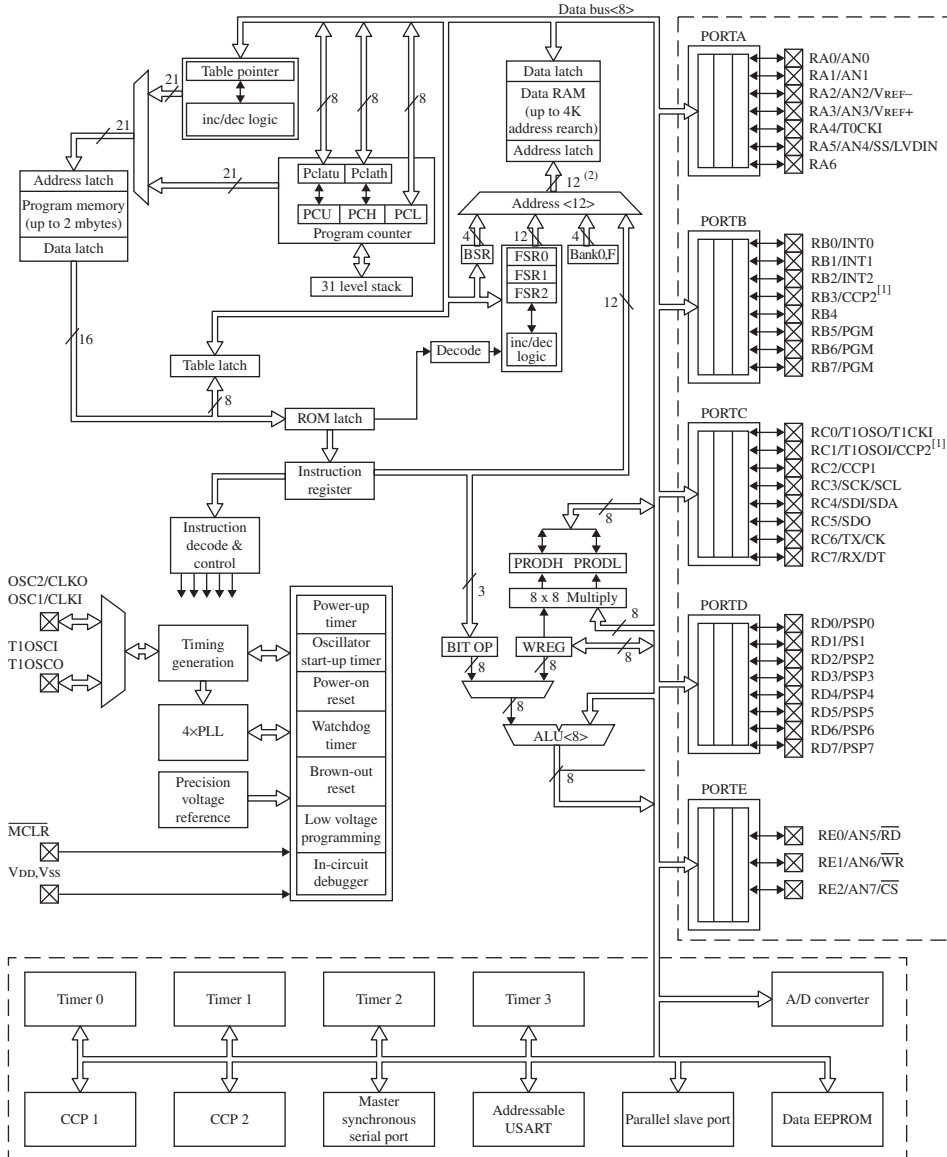 Data bus<8>
Table pointer
inc/dec logic
21
8
8
8
21
21
Address latch
Program memory
(up to 2 mbytes)
Data latch
Pclatu
Pclath
PCU
PCH
PCL
Program counter
31 level stack
Data latch
Data RAM
(up to 4K
address rearch)
Address latch
12 (2)
Address <12>
4
12
4
BSR
FSR0
FSR1
FSR2
Bank0,F
inc/dec
logic
12
16
Table latch
8
Decode
ROM latch
Instruction
register
Instruction
decode &
control
8
PRODH PRODL
8 x 8 Multiply
3
8
BIT OP
WREG
8
8
8
8
ALU<8>
8
OSC2/CLKO
OSC1/CLKI
T1OSCI
T1OSCO
Timing
generation
4×PLL
Precision
voltage
reference
MCLR
VDD,VSS
Power-up
timer
Oscillator
start-up timer
Power-on
reset
Watchdog
timer
Brown-out
reset
Low voltage
programming
In-circuit
debugger
PORTA
RA0/AN0
RA1/AN1
RA2/AN2/VREF–
RA3/AN3/VREF+
RA4/T0CKI
RA5/AN4/SS/LVDIN
RA6
PORTB
RB0/INT0
RB1/INT1
RB2/INT2
RB3/CCP2[1]
RB4
RB5/PGM
RB6/PGM
RB7/PGM
PORTC
RC0/T1OSO/T1CKI
RC1/T1OSOI/CCP2[1]
RC2/CCP1
RC3/SCK/SCL
RC4/SDI/SDA
RC5/SDO
RC6/TX/CK
RC7/RX/DT
PORTD
RD0/PSP0
RD1/PS1
RD2/PSP2
RD3/PSP3
RD4/PSP4
RD5/PSP5
RD6/PSP6
RD7/PSP7
PORTE
RE0/AN5/RD
RE1/AN6/WR
RE2/AN7/CS
Timer 0
Timer 1
Timer 2
Timer 3
A/D converter
CCP 1
CCP 2
Master
synchronous
serial port
Addressable
USART
Parallel slave port
Data EEPROM